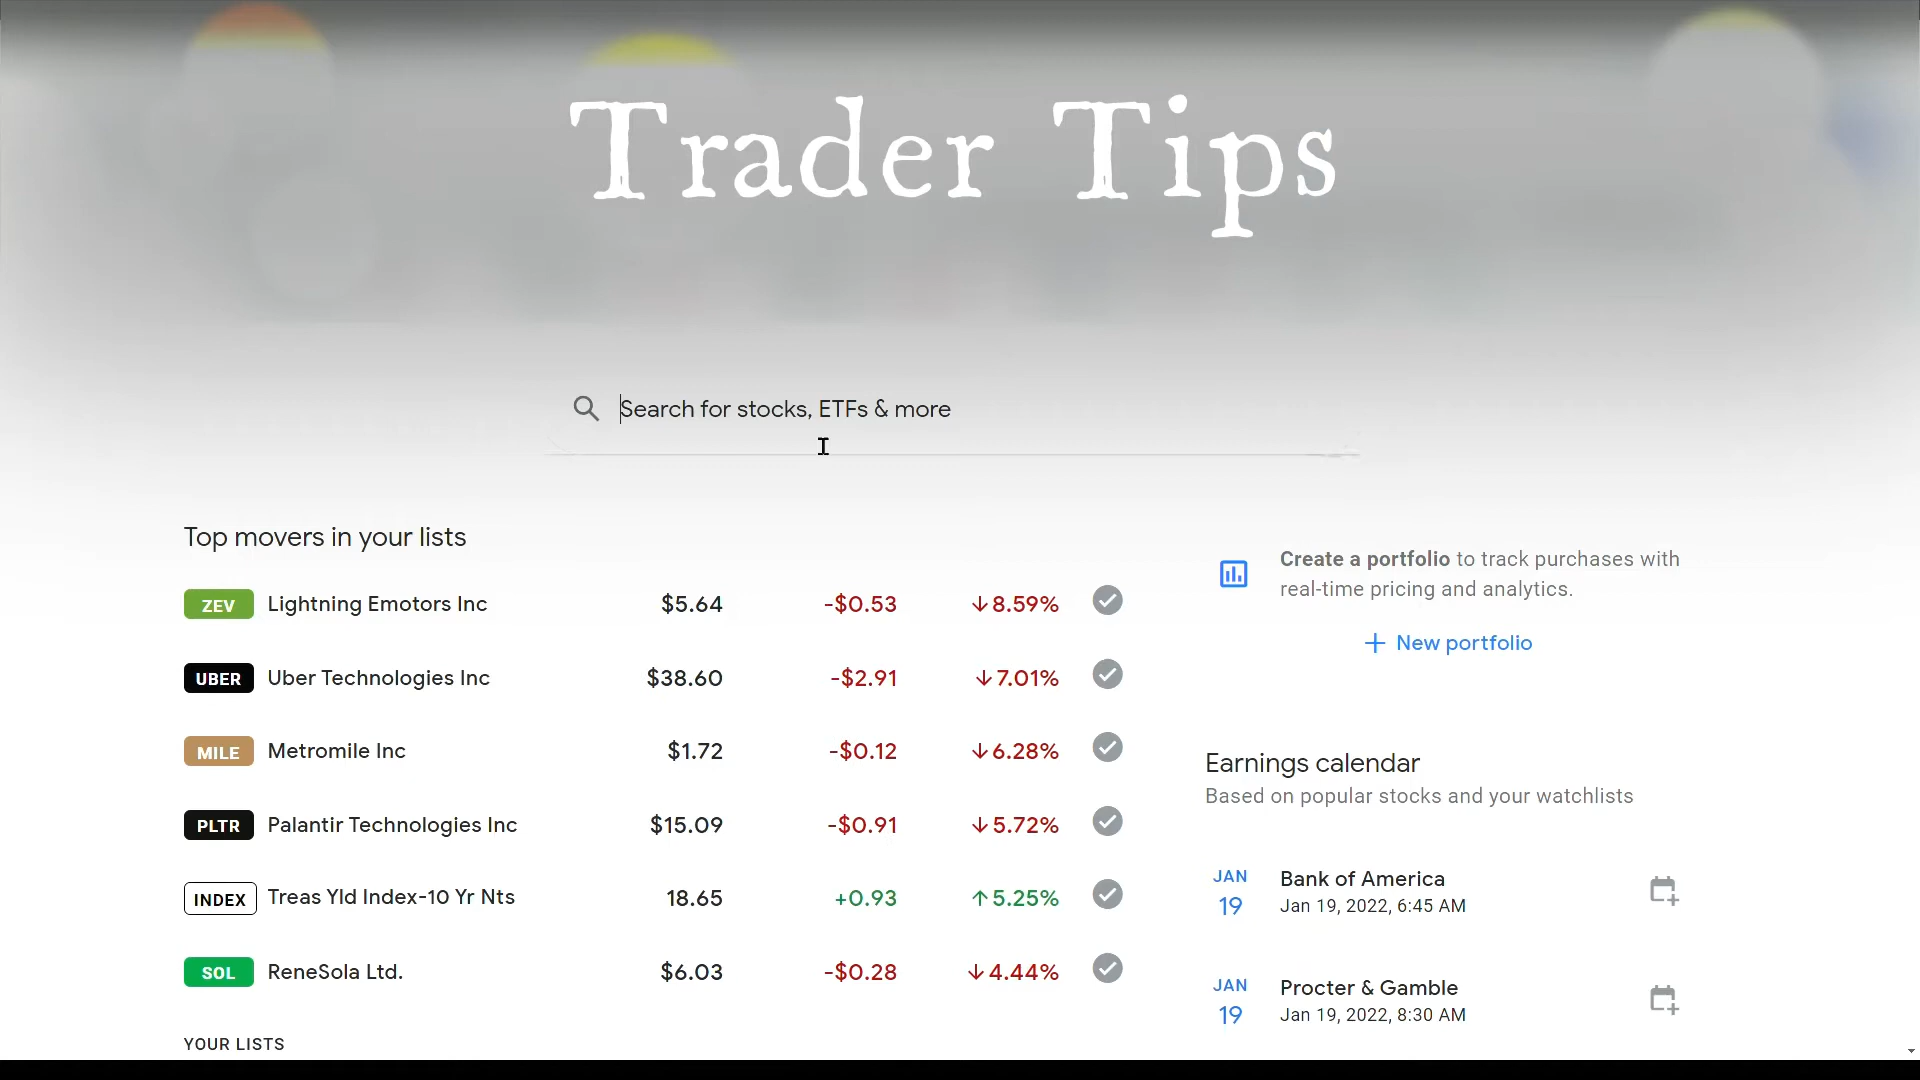 Trader Tips
Search for stocks, ETFs & more
Top movers in your lists
ZEV Lightning Emotors Inc $5.64 -$0.53 ↓8.59%
UBER Uber Technologies Inc $38.60 -$2.91 ↓7.01%
MILE Metromile Inc $1.72 -$0.12 ↓6.28%
PLTR Palantir Technologies Inc $15.09 -$0.91 ↓5.72%
INDEX Treas Yld Index-10 Yr Nts 18.65 +0.93 ↑5.25%
SOL ReneSola Ltd. $6.03 -$0.28 ↓4.44%
YOUR LISTS
Create a portfolio to track purchases with
real-time pricing and analytics.
+ New portfolio
Earnings calendar
Based on popular stocks and your watchlists
JAN
19
Bank of America
Jan 19, 2022, 6:45 AM
JAN
19
Procter & Gamble
Jan 19, 2022, 8:30 AM